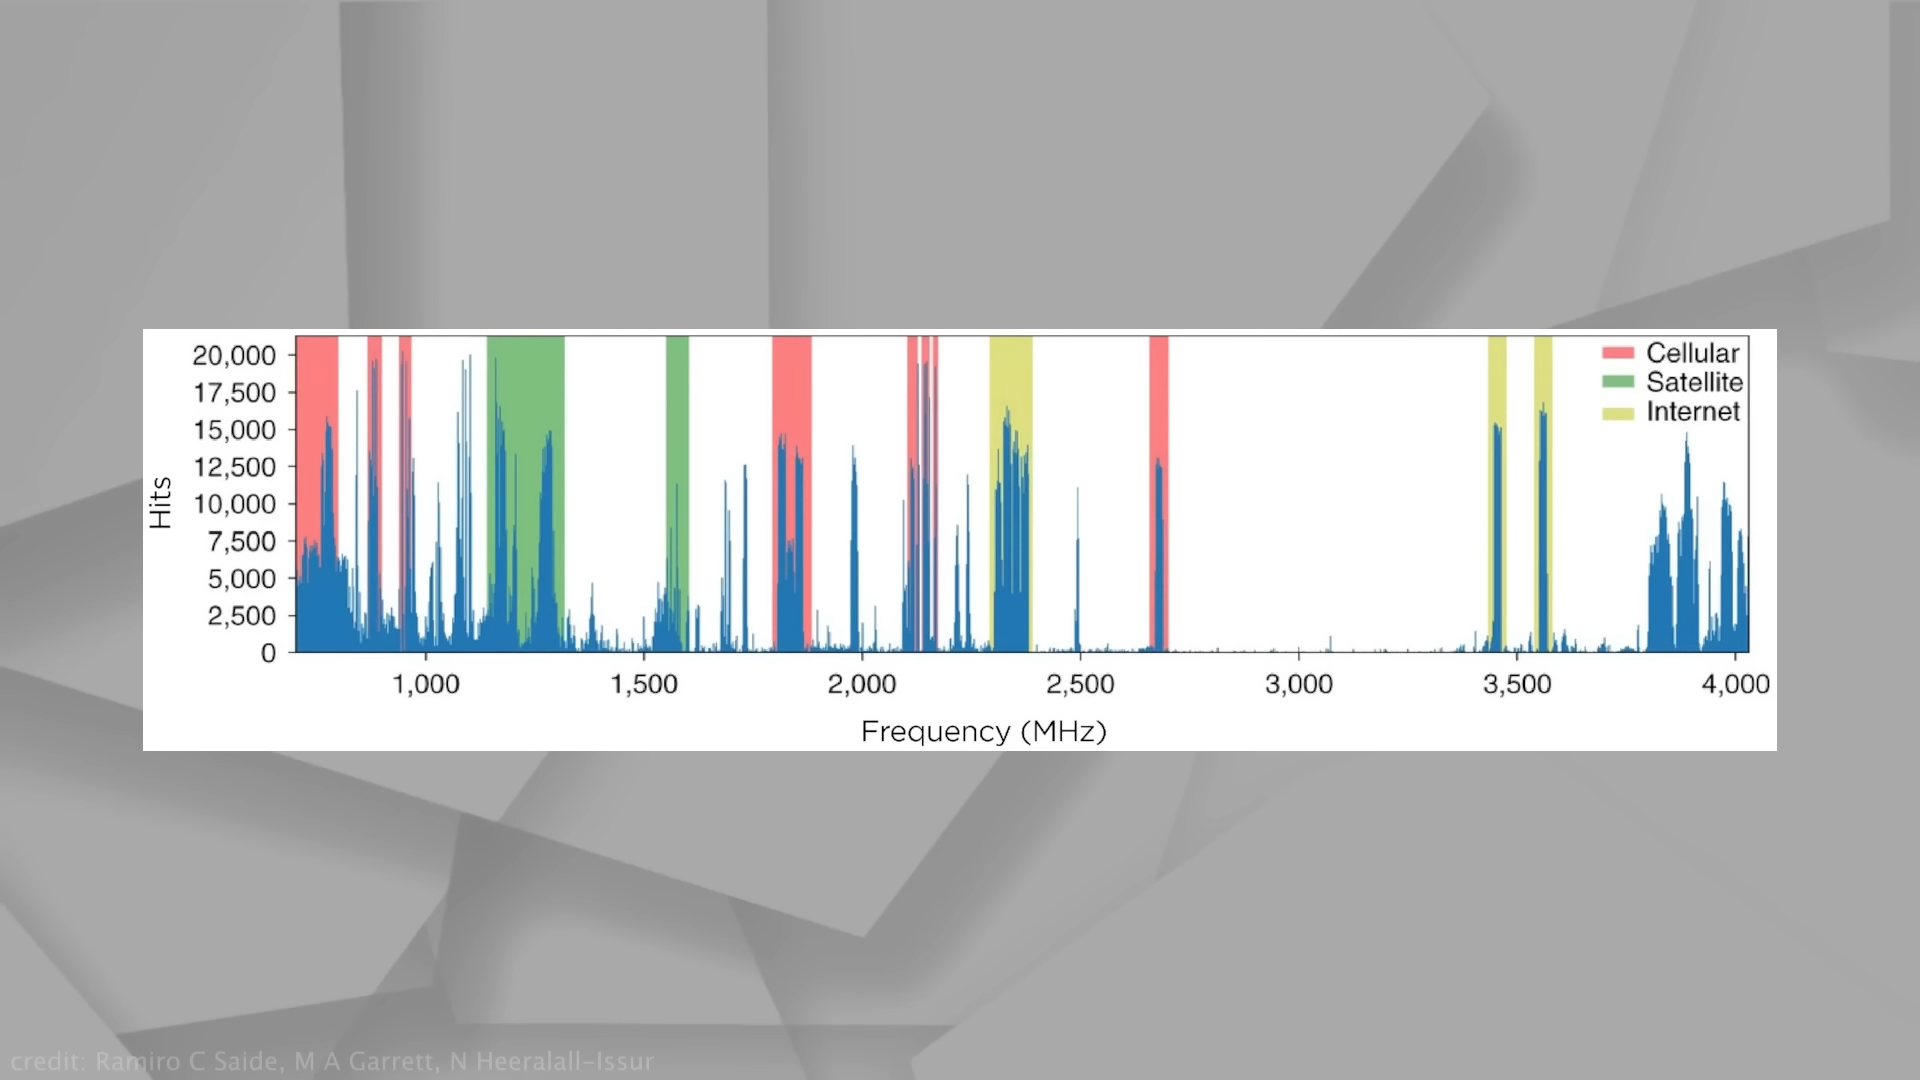 20,000
17,500
15,000
12,500
10,000
7,500
5,000
2,500
0
Hits
Cellular
Satellite
Internet
1,000 1,500 2,000 2,500 3,000 3,500 4,000
Frequency (MHz)
credit: Ramiro C Saide, M A Garrett, N Heeralall-Issur